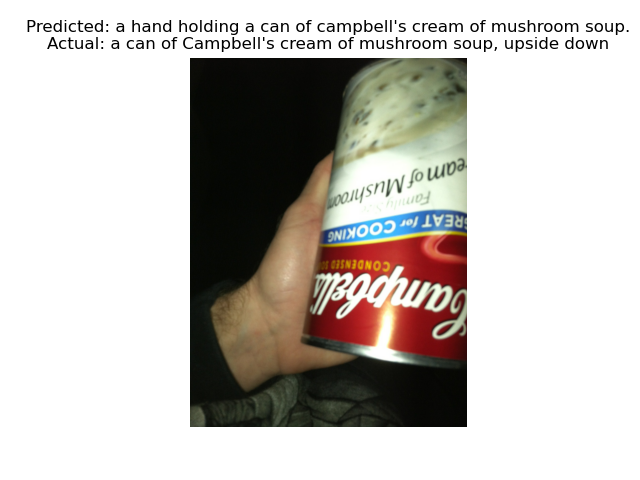 Predicted: a hand holding a can of campbell's cream of mushroom soup.
Actual: a can of Campbell's cream of mushroom soup, upside down
Campbell's
CONDENSED
GREAT for COOKING
Family Size
of Mushroom